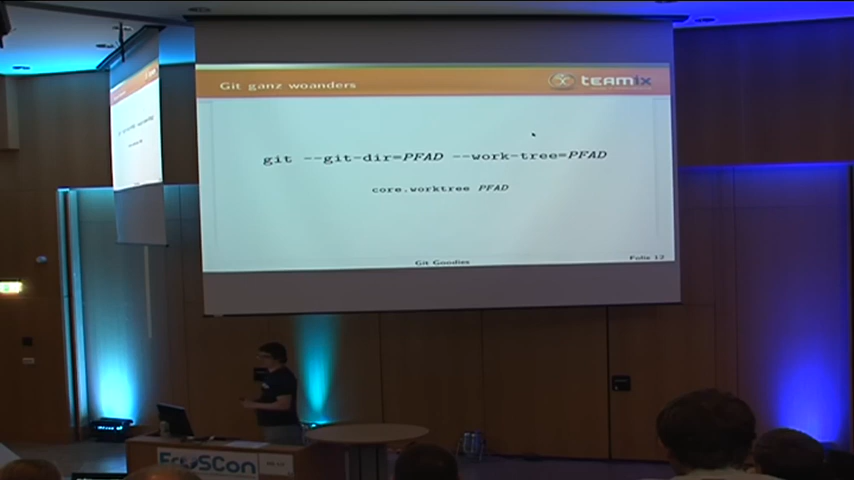 Git ganz woanders
teamix
git --git-dir=PFAD --work-tree=PFAD
core.worktree PFAD
Git Goodies
Folie 12
FrOSCon